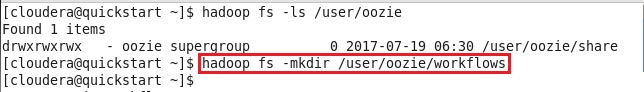 [cloudera@quickstart ~]$ hadoop fs -ls /user/oozie
Found 1 items
drwxrwxrwx   - oozie supergroup          0 2017-07-19 06:30 /user/oozie/share
[cloudera@quickstart ~]$ hadoop fs -mkdir /user/oozie/workflows
[cloudera@quickstart ~]$